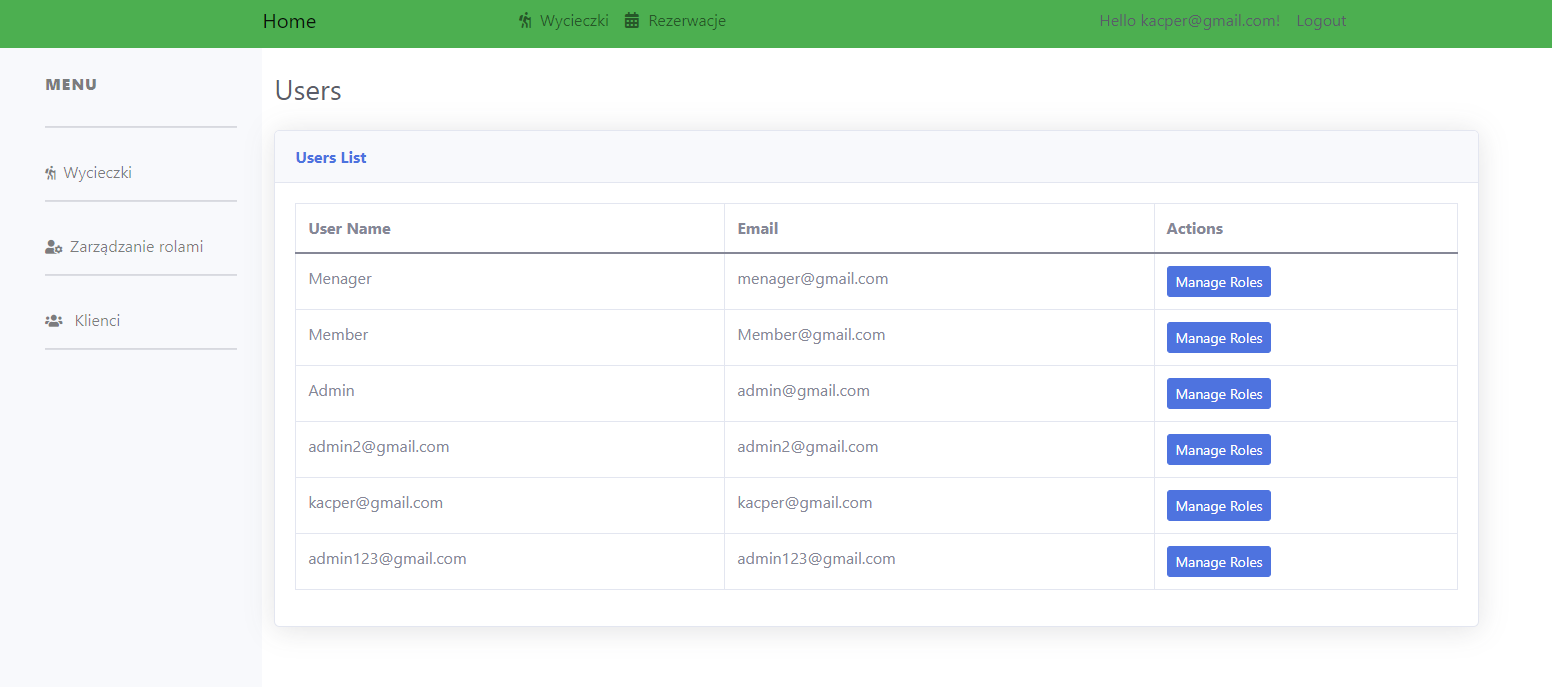 Home Wycieczki Rezerwacje Hello kacper@gmail.com! Logout
MENU
Wycieczki
Zarządzanie rolami
Klienci
Users
Users List
User Name Email Actions
Menager menager@gmail.com Manage Roles
Member Member@gmail.com Manage Roles
Admin admin@gmail.com Manage Roles
admin2@gmail.com admin2@gmail.com Manage Roles
kacper@gmail.com kacper@gmail.com Manage Roles
admin123@gmail.com admin123@gmail.com Manage Roles